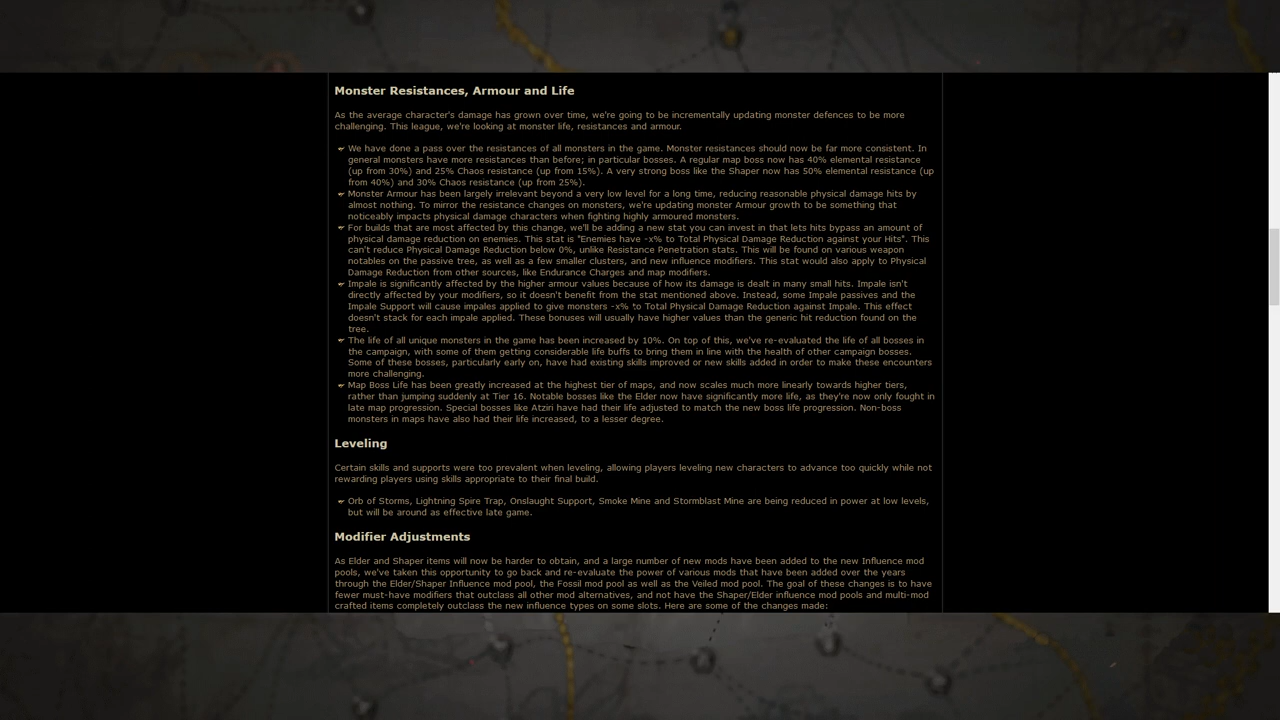 Monster Resistances, Armour and Life
As the average character's damage has grown over time, we're going to be incrementally updating monster defences to be more
challenging. This league, we're looking at monster life, resistances and armour.
We have done a pass over the resistances of all monsters in the game. Monster resistances should now be far more consistent. In
general monsters have more resistances than before; in particular bosses. A regular map boss now has 40% elemental resistance
(up from 30%) and 25% Chaos resistance (up from 15%). A very strong boss like the Shaper now has 50% elemental resistance (up
from 40%) and 30% Chaos resistance (up from 25%).
Monster Armour has been largely irrelevant beyond a very low level for a long time, reducing reasonable physical damage hits by
almost nothing. To mirror the resistance changes on monsters, we're updating monster Armour growth to be something that
noticeably impacts physical damage characters when fighting highly armoured monsters.
For builds that are most affected by this change, we'll be adding a new stat you can invest in that lets hits bypass an amount of
physical damage reduction on enemies. This stat is "Enemies have -x% to Total Physical Damage Reduction against your Hits". This
can't reduce Physical Damage Reduction below 0%, unlike Resistance Penetration stats. This will be found on various weapon
notables on the passive tree, as well as a few smaller clusters, and new influence modifiers. This stat would also apply to Physical
Damage Reduction from other sources, like Endurance Charges and map modifiers.
Impale is significantly affected by the higher armour values because of how its damage is dealt in many small hits. Impale isn't
directly affected by your modifiers, so it doesn't benefit from the stat mentioned above. Instead, some Impale passives and the
Impale Support will cause impales applied to give monsters -x% to Total Physical Damage Reduction against Impale. This effect
doesn't stack for each impale applied. These bonuses will usually have higher values than the generic hit reduction found on the
tree.
The life of all unique monsters in the game has been increased by 10%. On top of this, we've re-evaluated the life of all bosses in
the campaign, with some of them getting considerable life buffs to bring them in line with the health of other campaign bosses.
Some of these bosses, particularly early on, have had existing skills improved or new skills added in order to make these encounters
more challenging.
Map Boss Life has been greatly increased at the highest tier of maps, and now scales much more linearly towards higher tiers,
rather than jumping suddenly at Tier 16. Notable bosses like the Elder now have significantly more life, as they're now only fought in
late map progression. Special bosses like Atziri have had their life adjusted to match the new boss life progression. Non-boss
monsters in maps have also had their life increased, to a lesser degree.
Leveling
Certain skills and supports were too prevalent when leveling, allowing players leveling new characters to advance too quickly while not
rewarding players using skills appropriate to their final build.
Orb of Storms, Lightning Spire Trap, Onslaught Support, Smoke Mine and Stormblast Mine are being reduced in power at low levels,
but will be around as effective late game.
Modifier Adjustments
As Elder and Shaper items will now be harder to obtain, and a large number of new mods have been added to the new Influence mod
pools, we've taken this opportunity to go back and re-evaluate the power of various mods that have been added over the years
through the Elder/Shaper Influence mod pool, the Fossil mod pool as well as the Veiled mod pool. The goal of these changes is to have
fewer must-have modifiers that outclass all other mod alternatives, and not have the Shaper/Elder influence mod pools and multi-mod
crafted items completely outclass the new influence types on some slots. Here are some of the changes made: